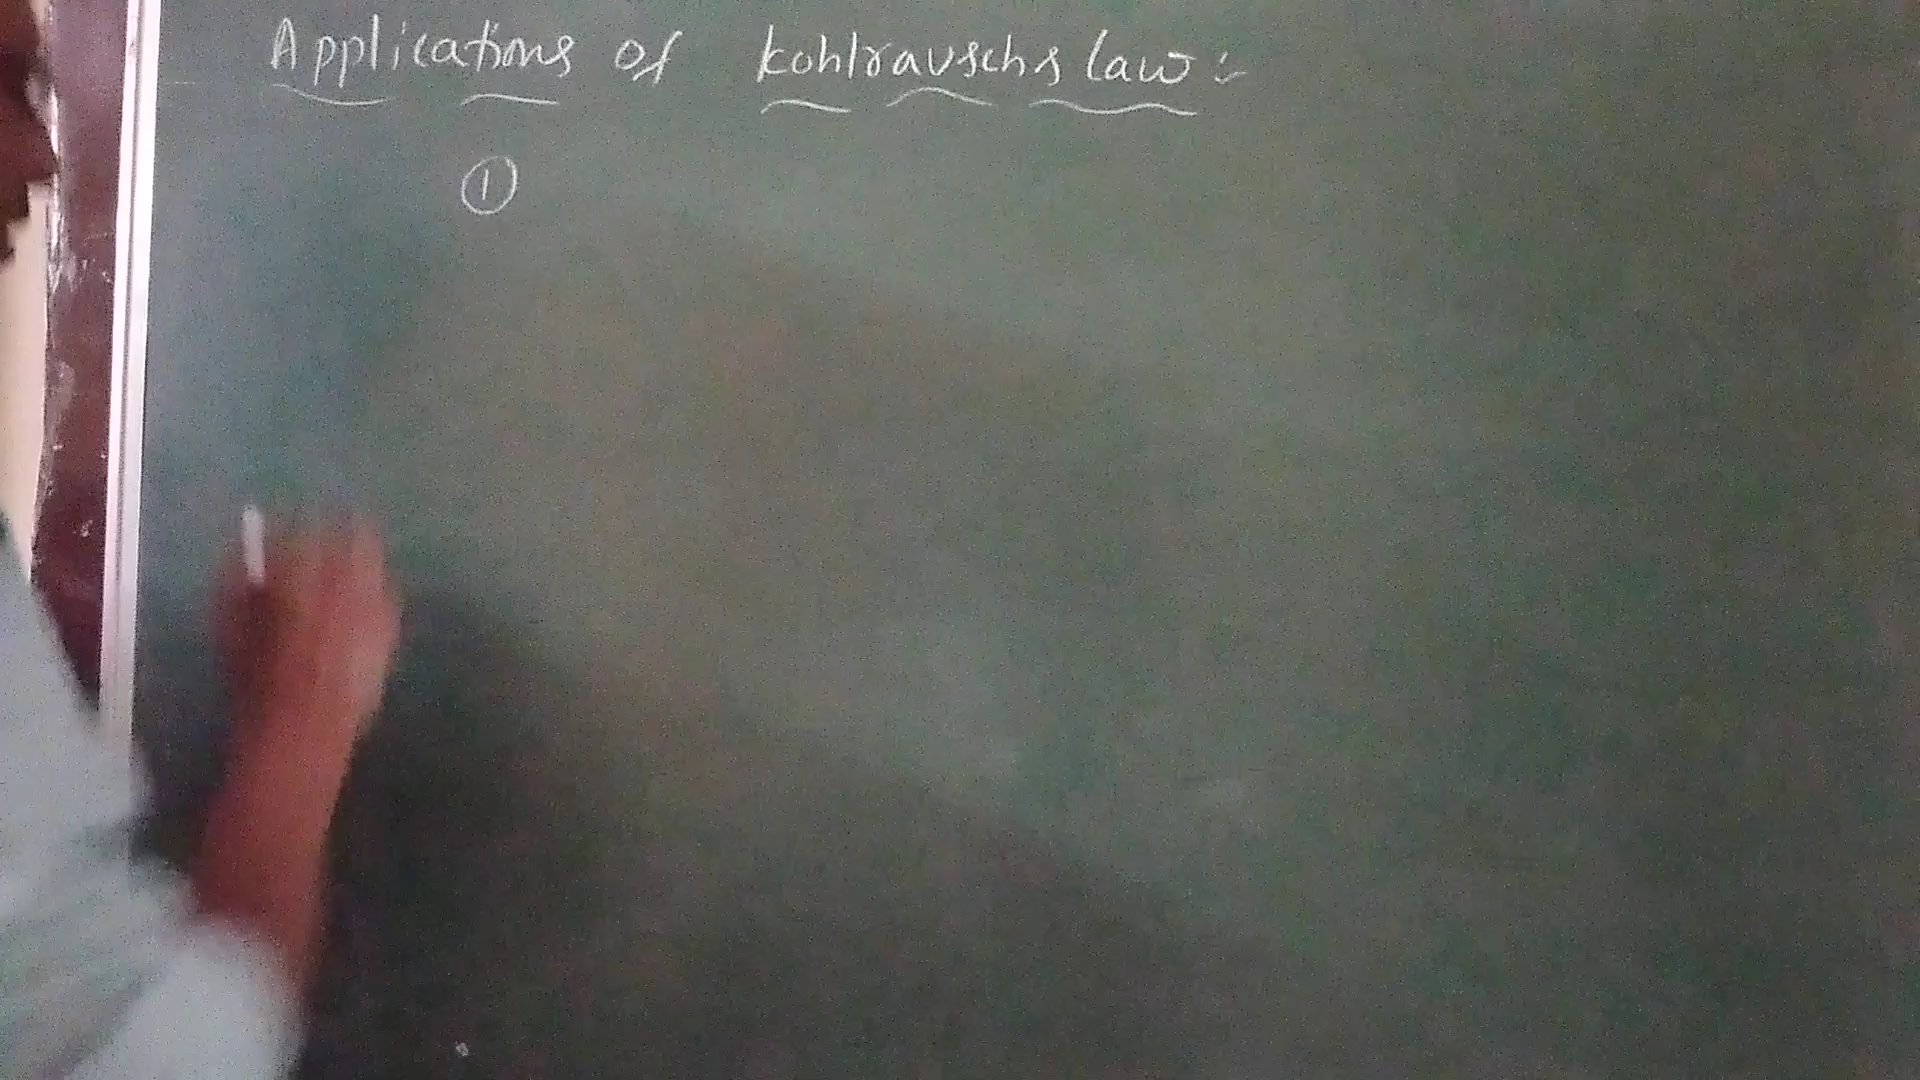 Applications of kohlrauschs law :-
①